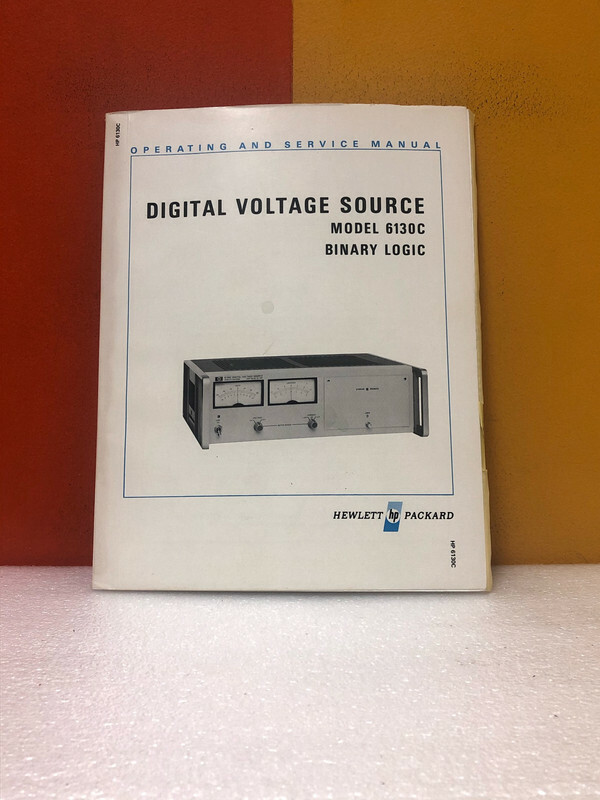 HP 6130C
OPERATING AND SERVICE MANUAL
DIGITAL VOLTAGE SOURCE
MODEL 6130C
BINARY LOGIC
HEWLETT hp PACKARD
HP 6130C